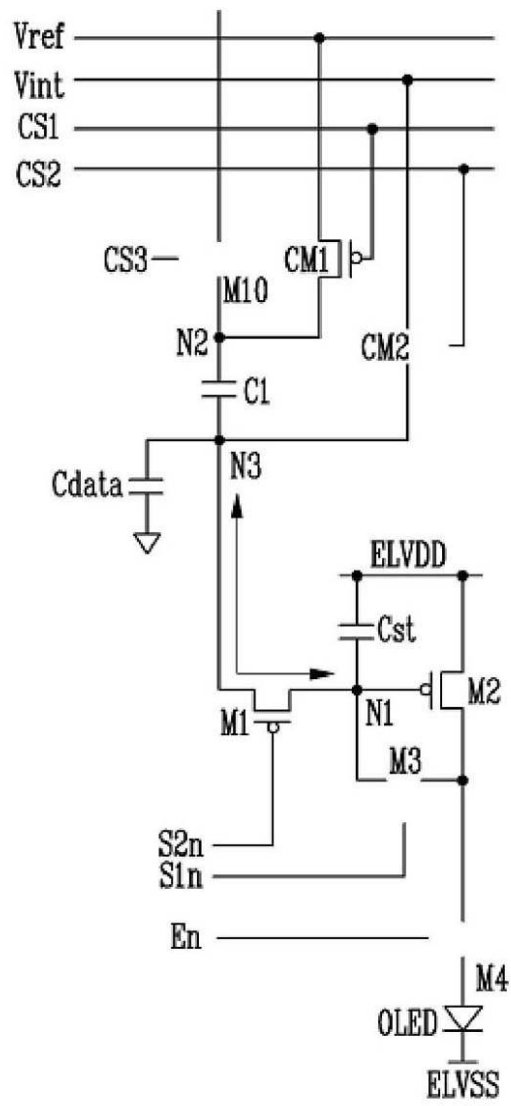 Vref
Vint
CS1
CS2
CS3
CM1
M10
N2
CM2
C1
N3
Cdata
ELVDD
Cst
M2
M1
N1
M3
S2n
S1n
En
M4
OLED
ELVSS